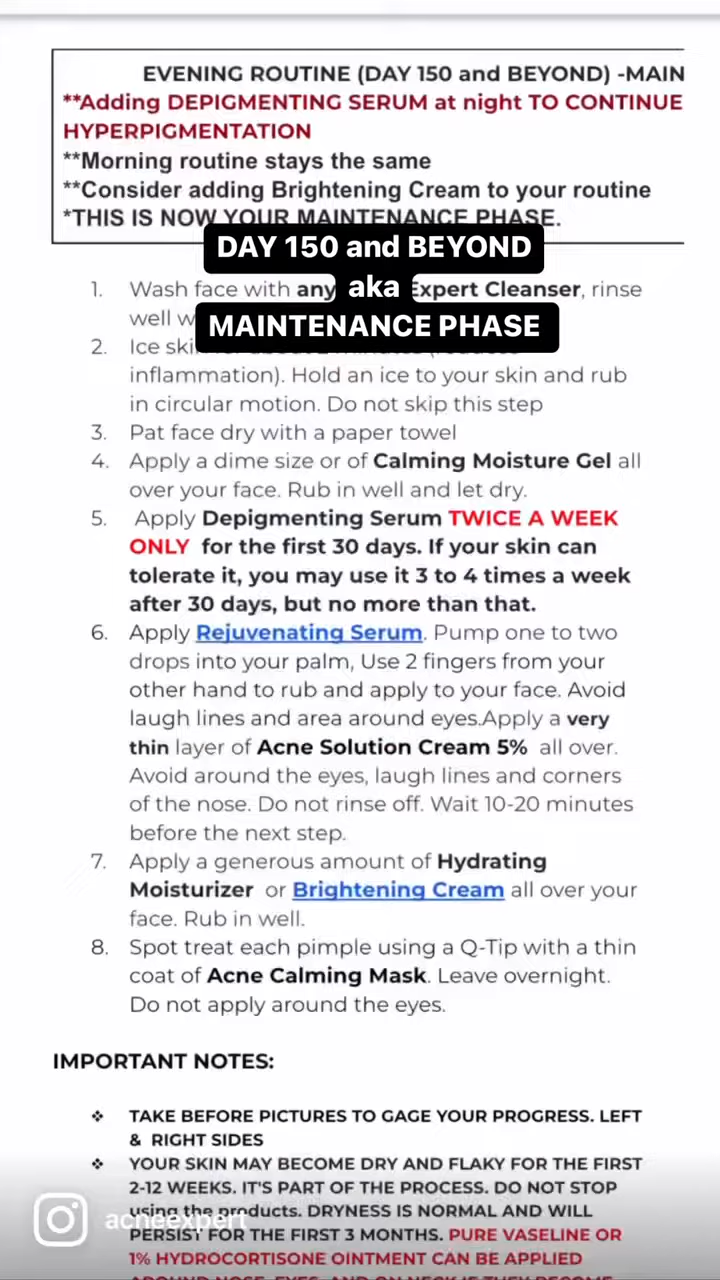 EVENING ROUTINE (DAY 150 and BEYOND) -MAIN
**Adding DEPIGMENTING SERUM at night TO CONTINUE
HYPERPIGMENTATION
**Morning routine stays the same
**Consider adding Brightening Cream to your routine
*THIS IS NOW YOUR MAINTENANCE PHASE.
DAY 150 and BEYOND
aka
MAINTENANCE PHASE
1. Wash face with any Expert Cleanser, rinse
well w
2. Ice ski
inflammation). Hold an ice to your skin and rub
in circular motion. Do not skip this step
3. Pat face dry with a paper towel
4. Apply a dime size or of Calming Moisture Gel all
over your face. Rub in well and let dry.
5. Apply Depigmenting Serum TWICE A WEEK
ONLY for the first 30 days. If your skin can
tolerate it, you may use it 3 to 4 times a week
after 30 days, but no more than that.
6. Apply Rejuvenating Serum. Pump one to two
drops into your palm, Use 2 fingers from your
other hand to rub and apply to your face. Avoid
laugh lines and area around eyes.Apply a very
thin layer of Acne Solution Cream 5% all over.
Avoid around the eyes, laugh lines and corners
of the nose. Do not rinse off. Wait 10-20 minutes
before the next step.
7. Apply a generous amount of Hydrating
Moisturizer or Brightening Cream all over your
face. Rub in well.
8. Spot treat each pimple using a Q-Tip with a thin
coat of Acne Calming Mask. Leave overnight.
Do not apply around the eyes.
IMPORTANT NOTES:
❖ TAKE BEFORE PICTURES TO GAGE YOUR PROGRESS. LEFT
& RIGHT SIDES
❖ YOUR SKIN MAY BECOME DRY AND FLAKY FOR THE FIRST
2-12 WEEKS. IT'S PART OF THE PROCESS. DO NOT STOP
using the products. DRYNESS IS NORMAL AND WILL
PERSIST FOR THE FIRST 3 MONTHS. PURE VASELINE OR
1% HYDROCORTISONE OINTMENT CAN BE APPLIED
AROUND NOSE, EYES, AND ON NECK IF THEY BECOME
acneexpert